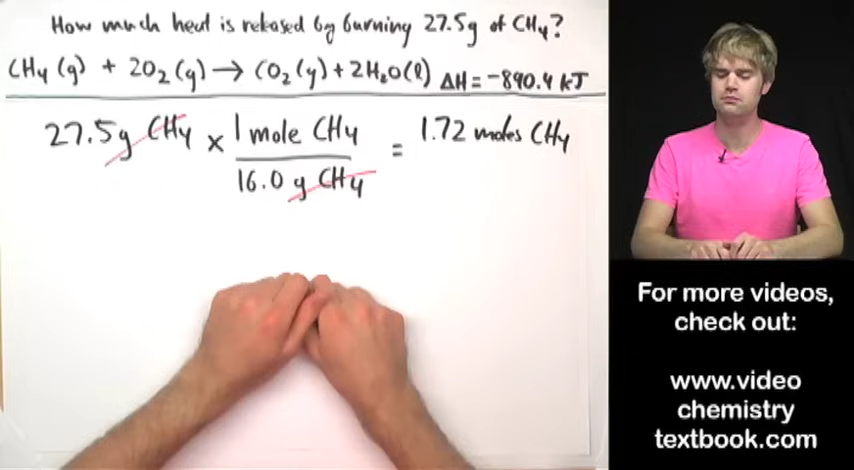 How much heat is released by burning 27.5g of CH4?
CH4(g) + 2O2(g) → CO2(g) + 2H2O(l) ΔH = -890.4 kJ
27.5g CH4 × 1 mole CH4 / 16.0 g CH4 = 1.72 moles CH4
For more videos,
check out:
www.video
chemistry
textbook.com